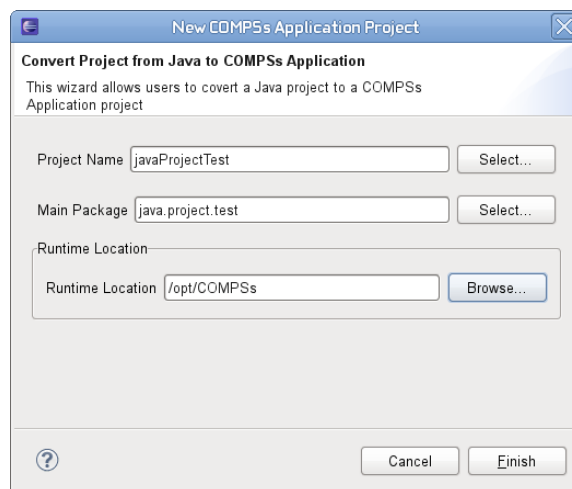 New COMPSs Application Project
Convert Project from Java to COMPSs Application
This wizard allows users to covert a Java project to a COMPSs
Application project
Project Name javaProjectTest Select...
Main Package java.project.test Select...
Runtime Location
Runtime Location /opt/COMPSs Browse...
Cancel Finish